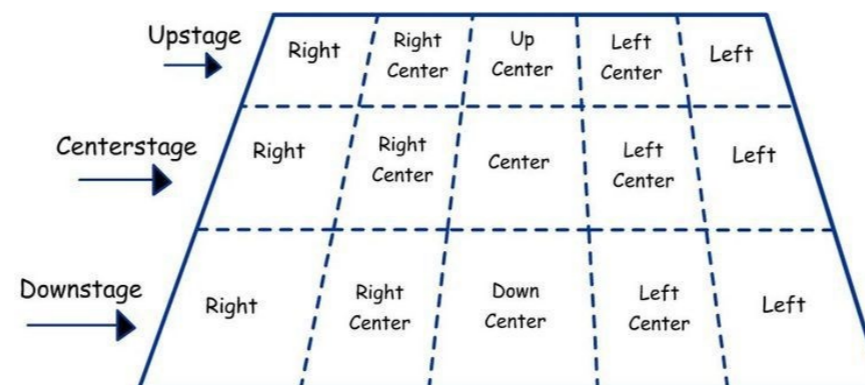 Upstage
Right
Right
Center
Up
Center
Left
Center
Left
Centerstage
Right
Right
Center
Center
Left
Center
Left
Downstage
Right
Right
Center
Down
Center
Left
Center
Left